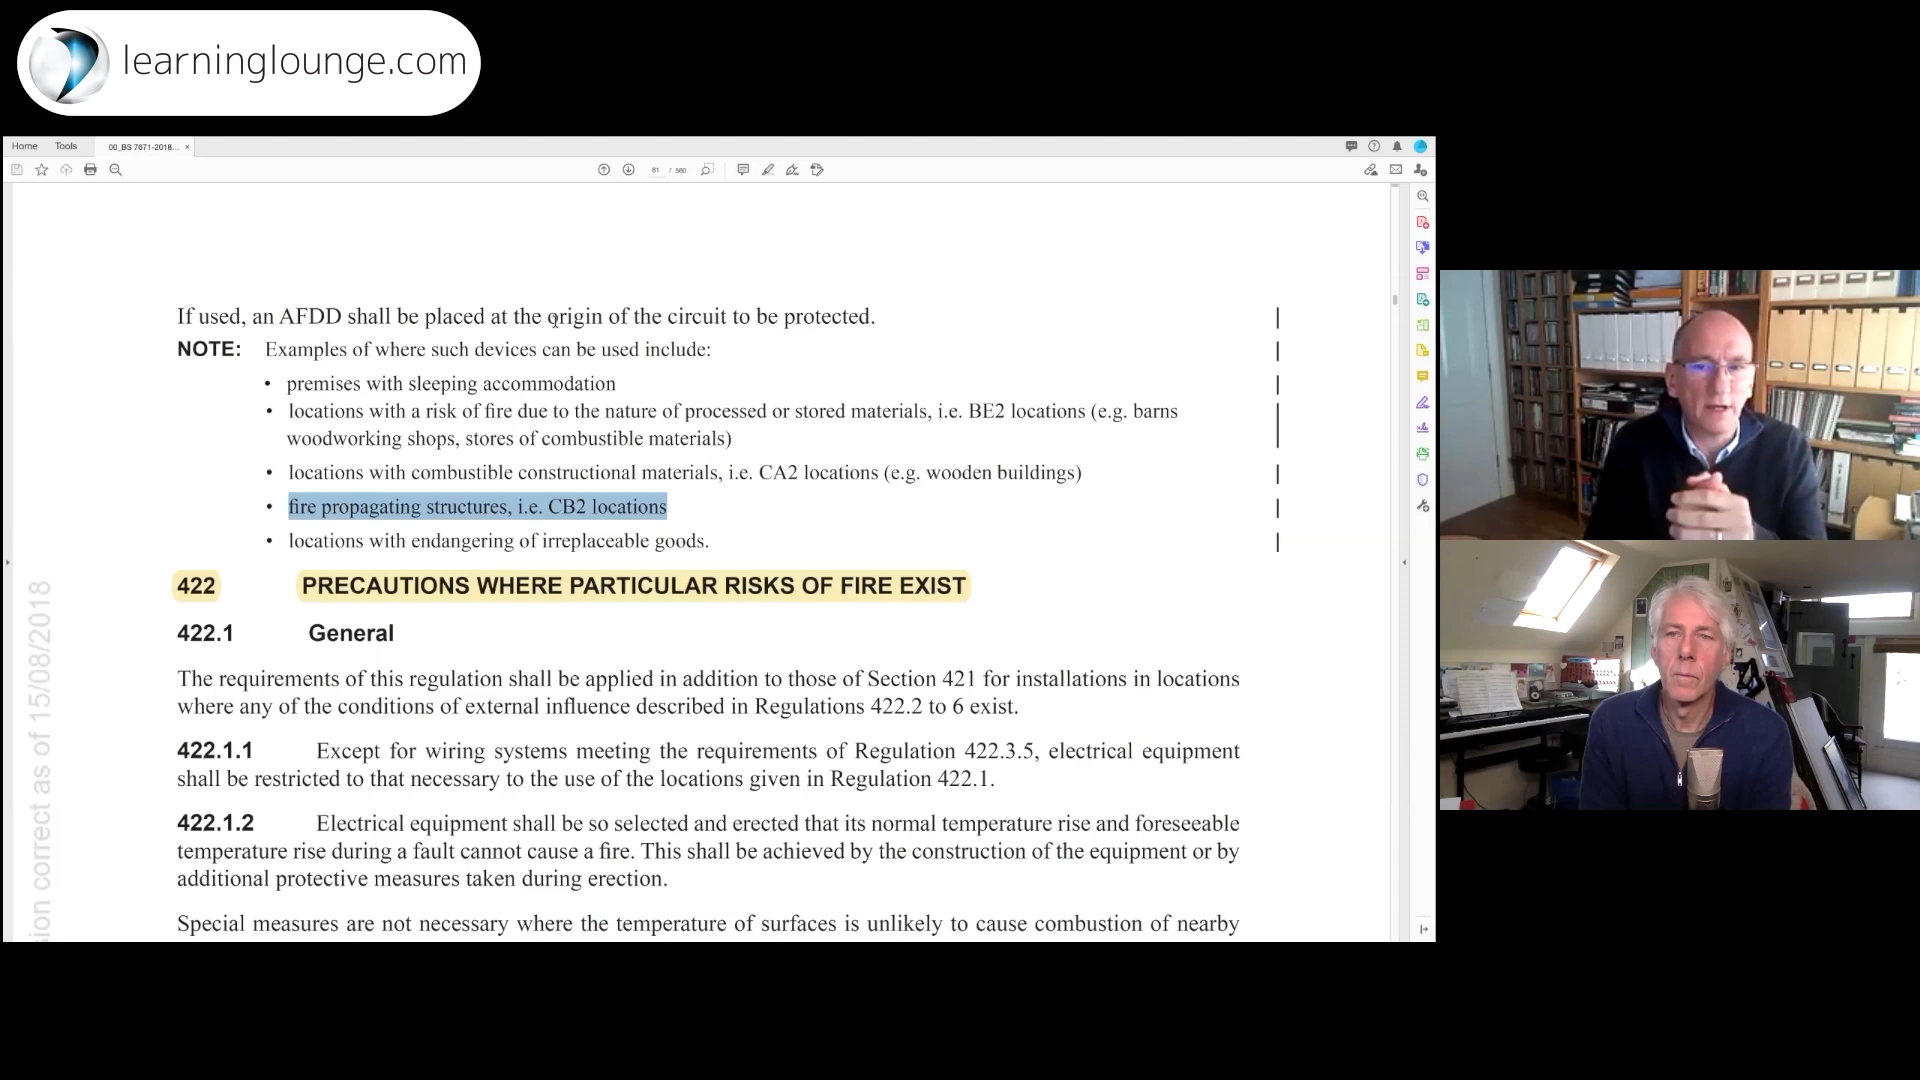 learninglounge.com
Home Tools 00_BS 7671-2018... ×
81 / 560
If used, an AFDD shall be placed at the origin of the circuit to be protected.
NOTE: Examples of where such devices can be used include:
• premises with sleeping accommodation
• locations with a risk of fire due to the nature of processed or stored materials, i.e. BE2 locations (e.g. barns
woodworking shops, stores of combustible materials)
• locations with combustible constructional materials, i.e. CA2 locations (e.g. wooden buildings)
• fire propagating structures, i.e. CB2 locations
• locations with endangering of irreplaceable goods.
422 PRECAUTIONS WHERE PARTICULAR RISKS OF FIRE EXIST
422.1 General
The requirements of this regulation shall be applied in addition to those of Section 421 for installations in locations
where any of the conditions of external influence described in Regulations 422.2 to 6 exist.
422.1.1 Except for wiring systems meeting the requirements of Regulation 422.3.5, electrical equipment
shall be restricted to that necessary to the use of the locations given in Regulation 422.1.
422.1.2 Electrical equipment shall be so selected and erected that its normal temperature rise and foreseeable
temperature rise during a fault cannot cause a fire. This shall be achieved by the construction of the equipment or by
additional protective measures taken during erection.
Special measures are not necessary where the temperature of surfaces is unlikely to cause combustion of nearby
sion correct as of 15/08/2018